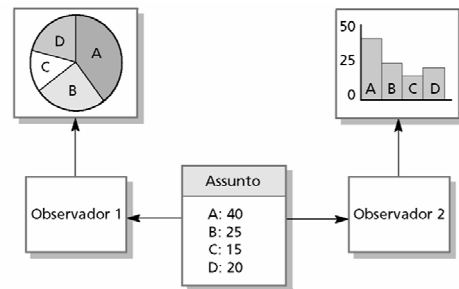 D
A
C
B
50
25
0
A B C D
Observador 1
Assunto
A: 40
B: 25
C: 15
D: 20
Observador 2